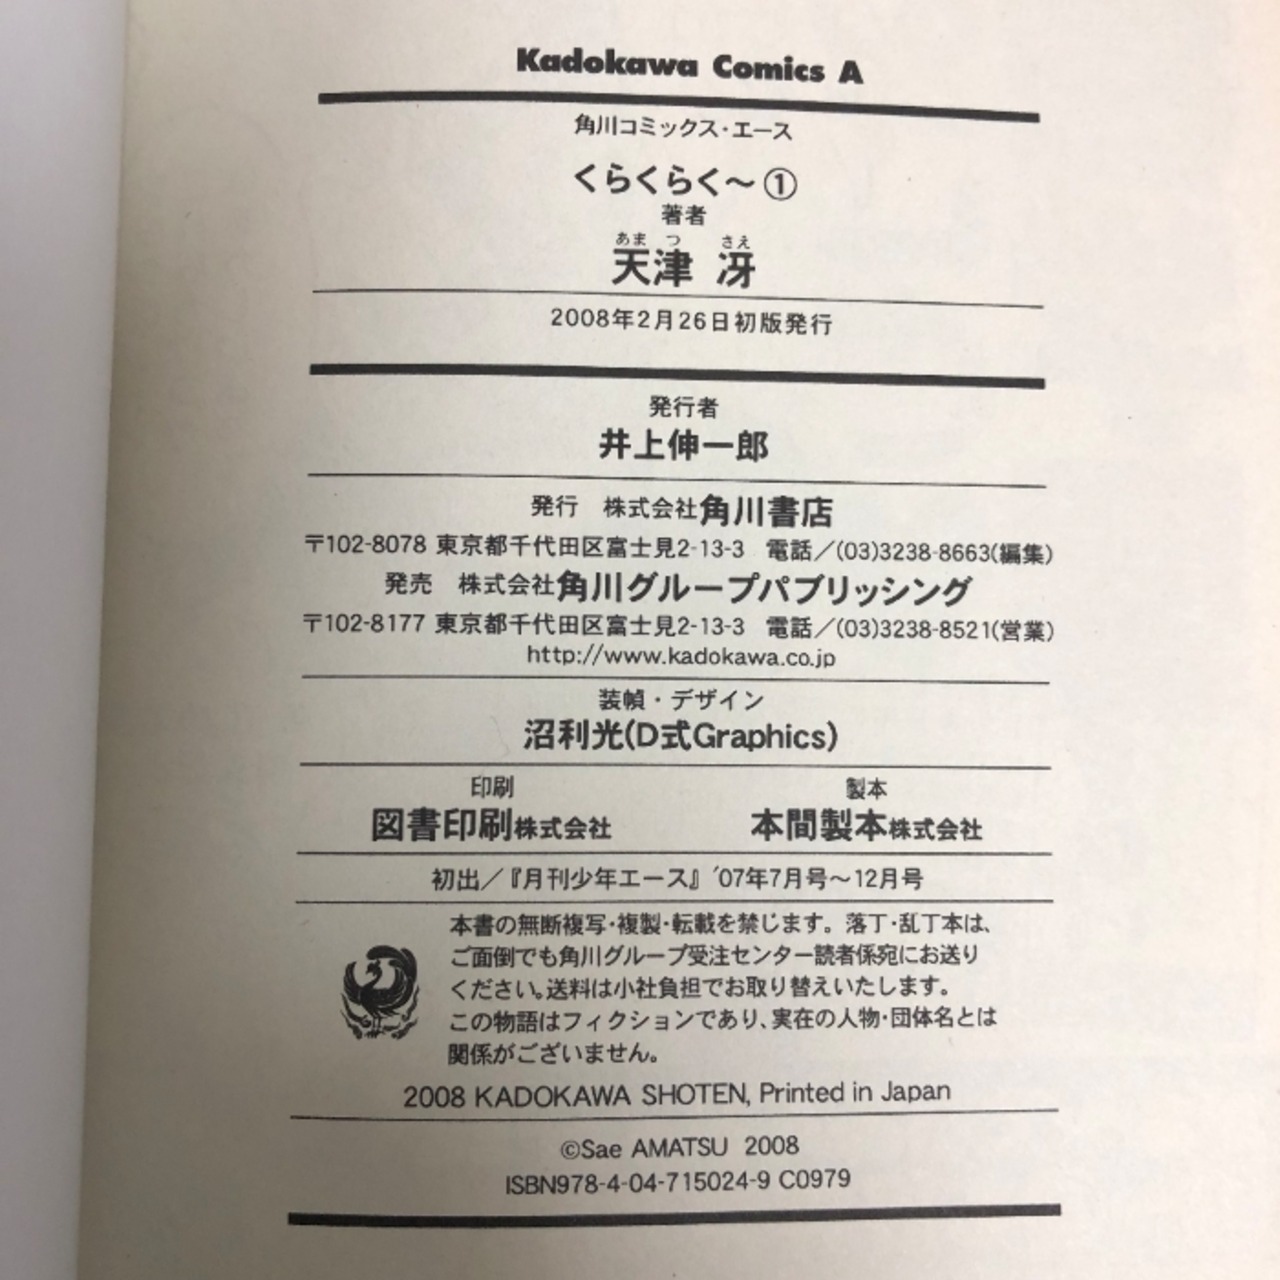 Kadokawa Comics A
角川コミックス・エース
くらくらく〜①
著者
あまつ さえ
天津 冴
2008年2月26日初版発行
発行者
井上伸一郎
発行 株式会社角川書店
〒102-8078 東京都千代田区富士見2-13-3 電話／(03)3238-8663(編集)
発売 株式会社角川グループパブリッシング
〒102-8177 東京都千代田区富士見2-13-3 電話／(03)3238-8521(営業)
http://www.kadokawa.co.jp
装幀・デザイン
沼利光(D式Graphics)
印刷 製本
図書印刷株式会社 本間製本株式会社
初出／『月刊少年エース』'07年7月号〜12月号
本書の無断複写・複製・転載を禁じます。落丁・乱丁本は、
ご面倒でも角川グループ受注センター読者係宛にお送り
ください。送料は小社負担でお取り替えいたします。
この物語はフィクションであり、実在の人物・団体名とは
関係がございません。
2008 KADOKAWA SHOTEN, Printed in Japan
©Sae AMATSU 2008
ISBN978-4-04-715024-9 C0979